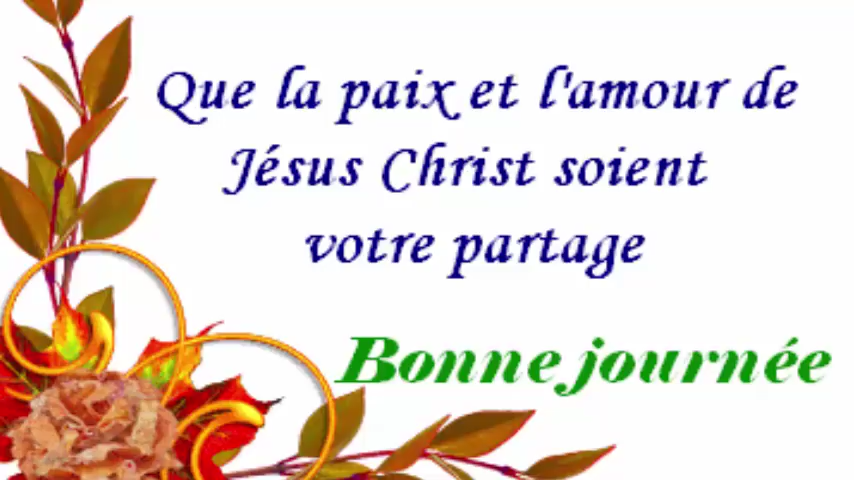 Que la paix et l'amour de
Jésus Christ soient
votre partage
Bonne journée